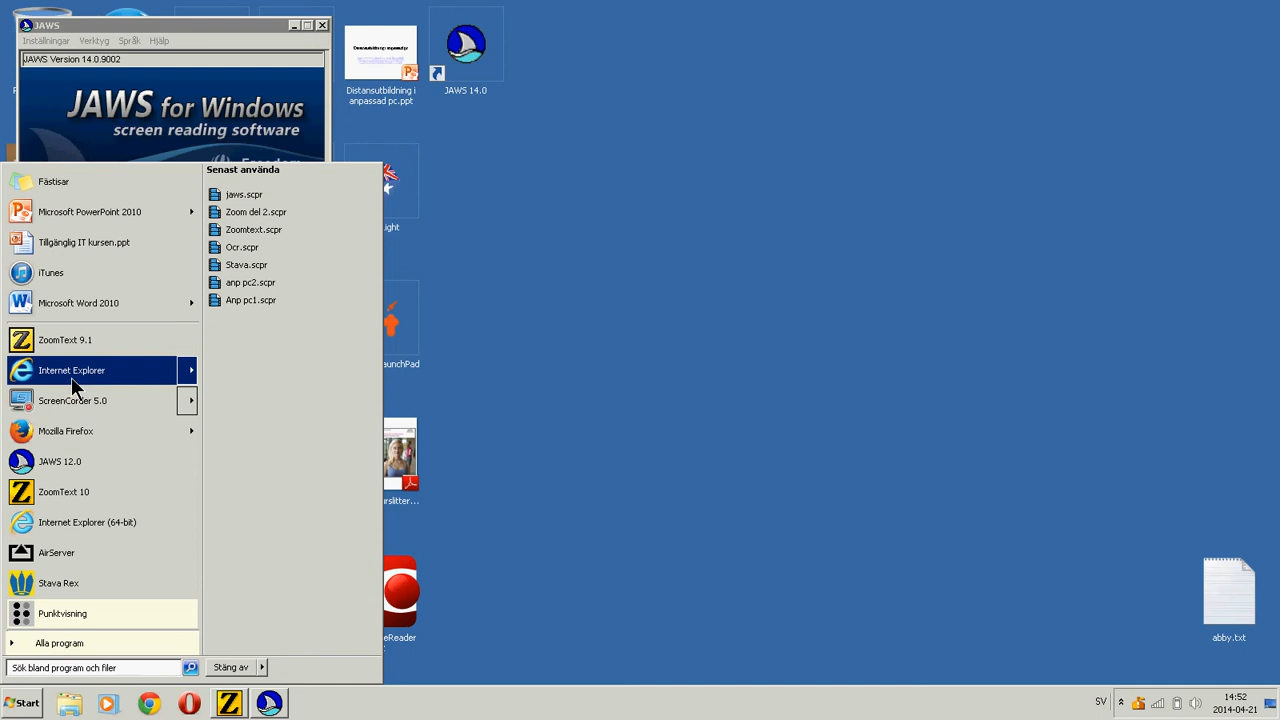 JAWS
Inställningar Verktyg Språk Hjälp
JAWS Version 14.0.9002
JAWS for Windows
screen reading software
Distansutbildning i
anpassad pc.ppt
JAWS 14.0
Fästisar
Microsoft PowerPoint 2010
Tillgänglig IT kursen.ppt
iTunes
Microsoft Word 2010
ZoomText 9.1
Internet Explorer
ScreenCorder 5.0
Mozilla Firefox
JAWS 12.0
ZoomText 10
Internet Explorer (64-bit)
AirServer
Stava Rex
Punktvisning
Alla program
Sök bland program och filer
Stäng av
Senast använda
jaws.scpr
Zoom del 2.scpr
Zoomtext.scpr
Ocr.scpr
Stava.scpr
anp pc2.scpr
Anp pc1.scpr
abby.txt
Start
SV
14:52
2014-04-21